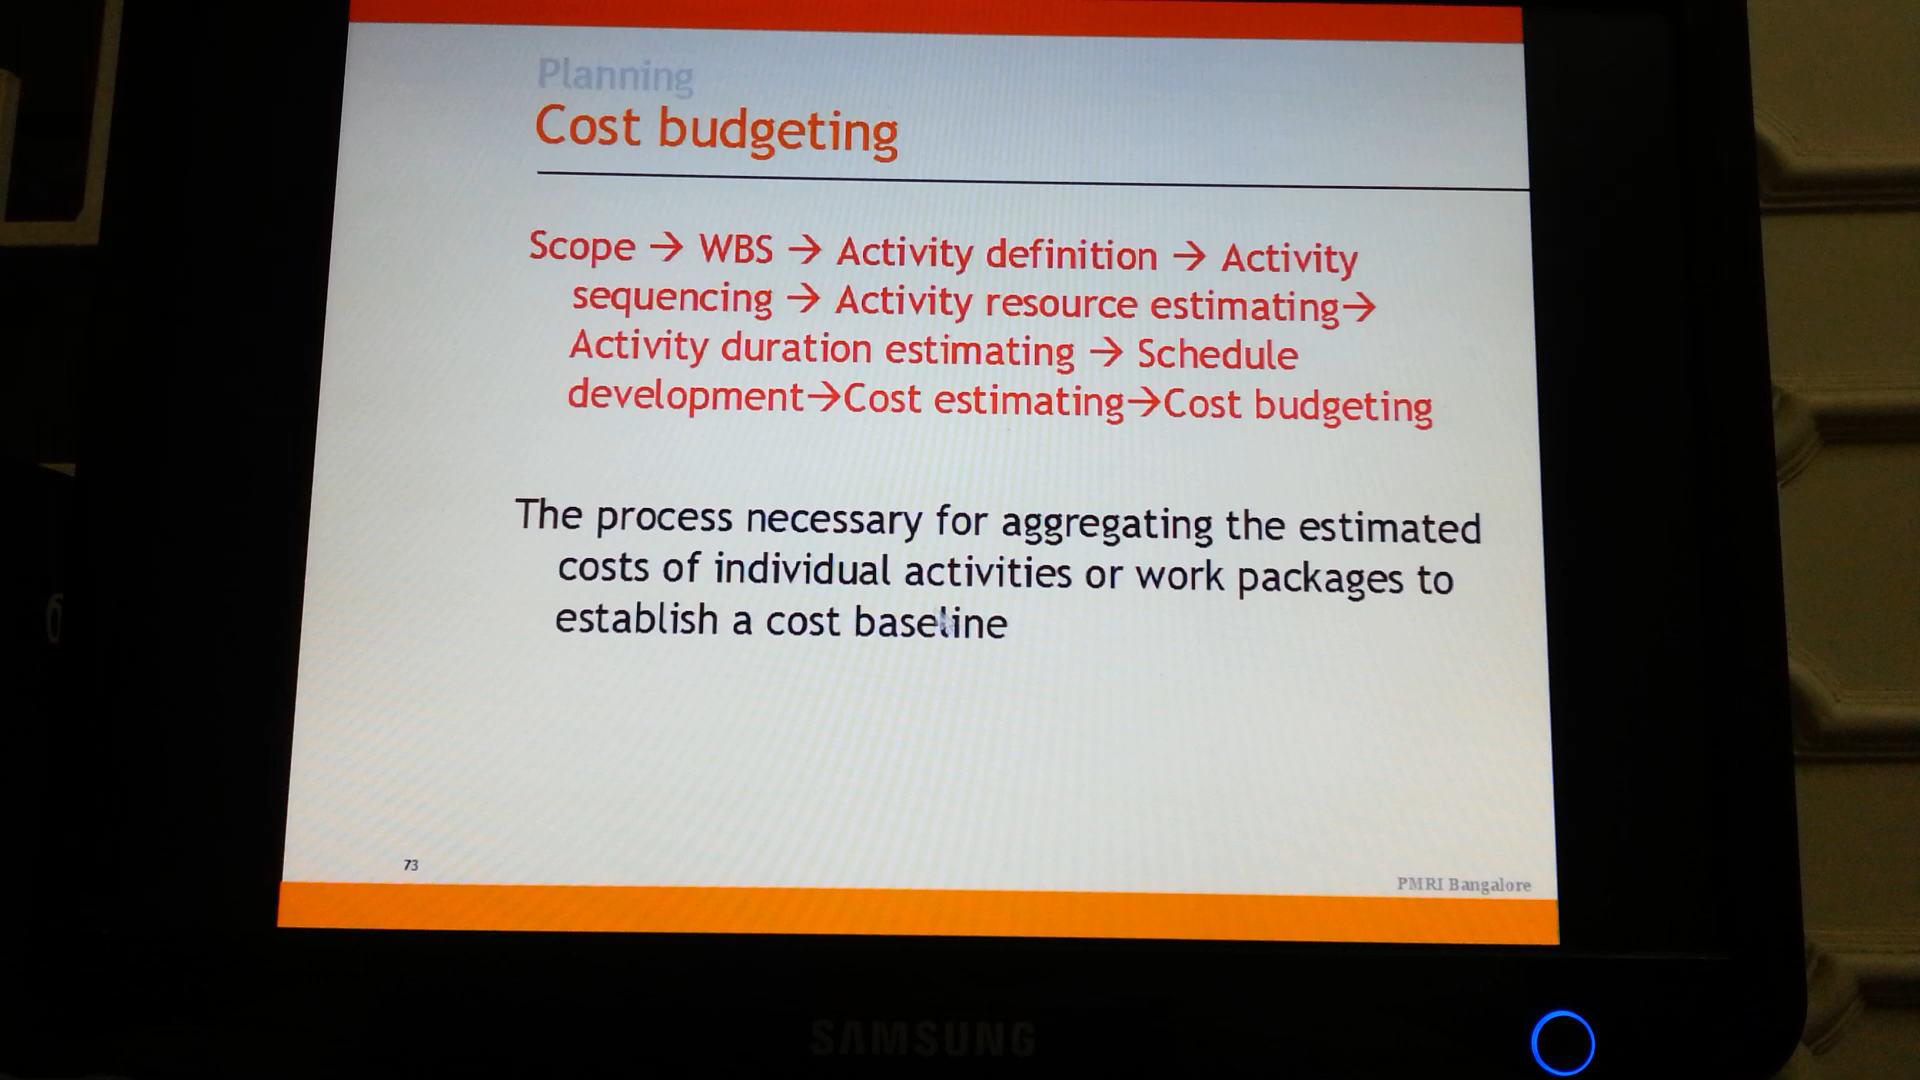 Planning
Cost budgeting
Scope → WBS → Activity definition → Activity
sequencing → Activity resource estimating→
Activity duration estimating → Schedule
development→Cost estimating→Cost budgeting
The process necessary for aggregating the estimated
costs of individual activities or work packages to
establish a cost baseline
73
PMRI Bangalore
SAMSUNG